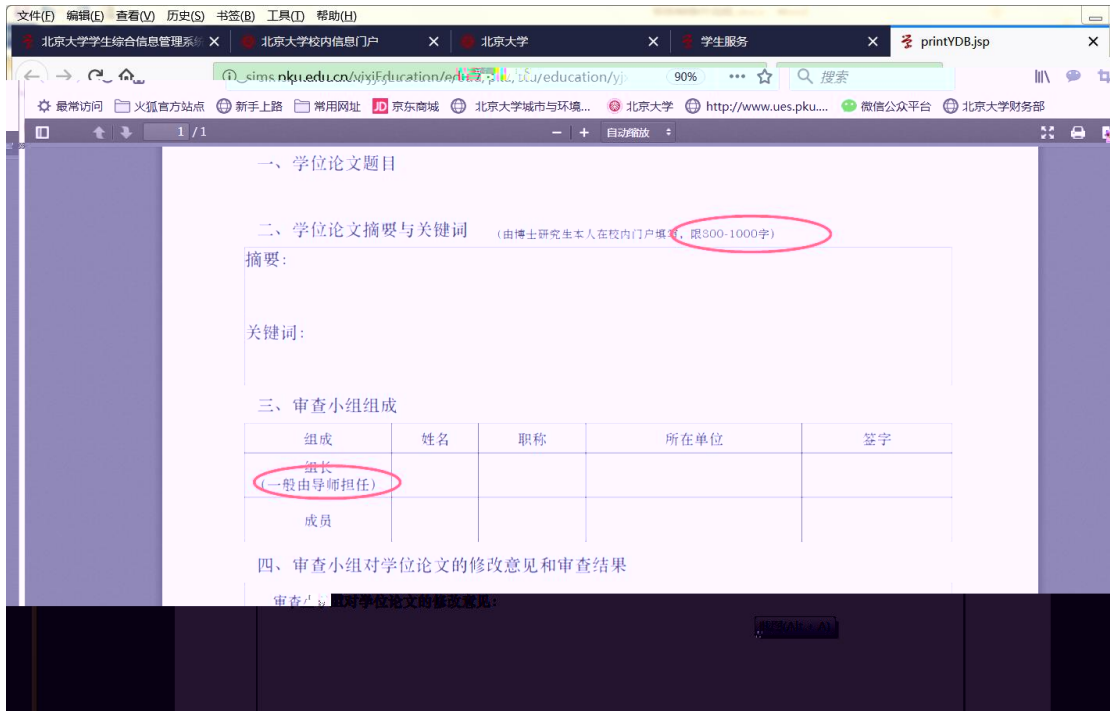 文件(F) 编辑(E) 查看(V) 历史(S) 书签(B) 工具(T) 帮助(H)
北京大学学生综合信息管理系统 北京大学校内信息门户 北京大学 学生服务 printYDB.jsp
90% 搜索
最常访问 火狐官方站点 新手上路 常用网址 JD 京东商城 北京大学城市与环境... 北京大学 http://www.ues.pku.... 微信公众平台 北京大学财务部
1 / 1 自动缩放
一、学位论文题目
二、学位论文摘要与关键词 (由博士研究生本人在校内门户填写, 限800-1000字)
摘要:
关键词:
三、审查小组组成
组成 姓名 职称 所在单位 签字
组长
(一般由导师担任)
成员
四、审查小组对学位论文的修改意见和审查结果
审查小组对学位论文的修改意见: